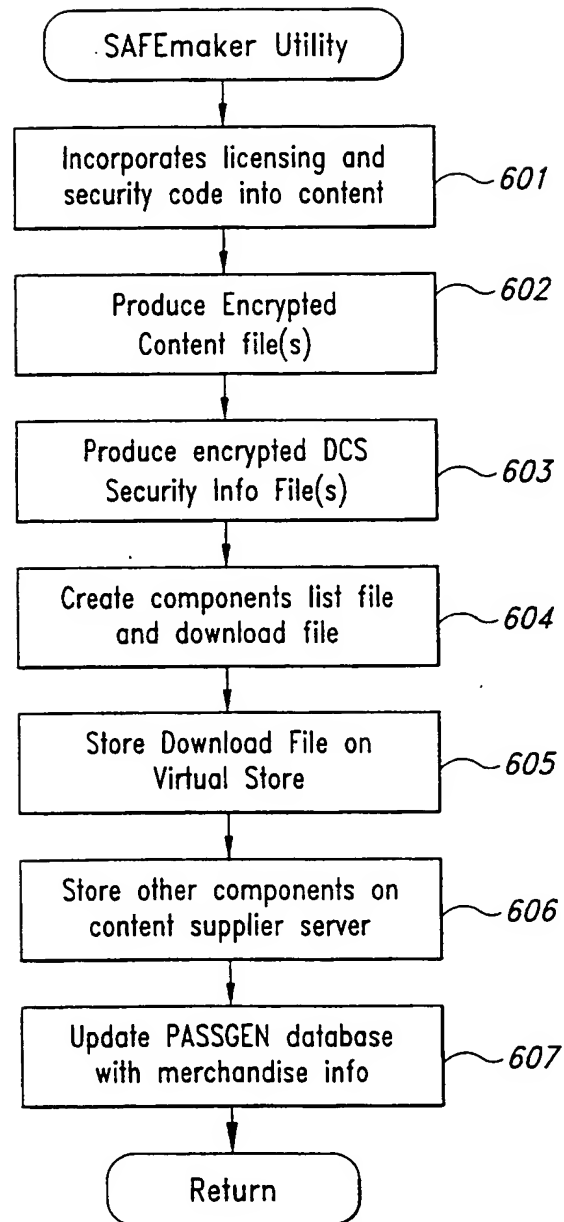 SAFEmaker Utility
Incorporates licensing and
security code into content
601
Produce Encrypted
Content file(s)
602
Produce encrypted DCS
Security Info File(s)
603
Create components list file
and download file
604
Store Download File on
Virtual Store
605
Store other components on
content supplier server
606
Update PASSGEN database
with merchandise info
607
Return